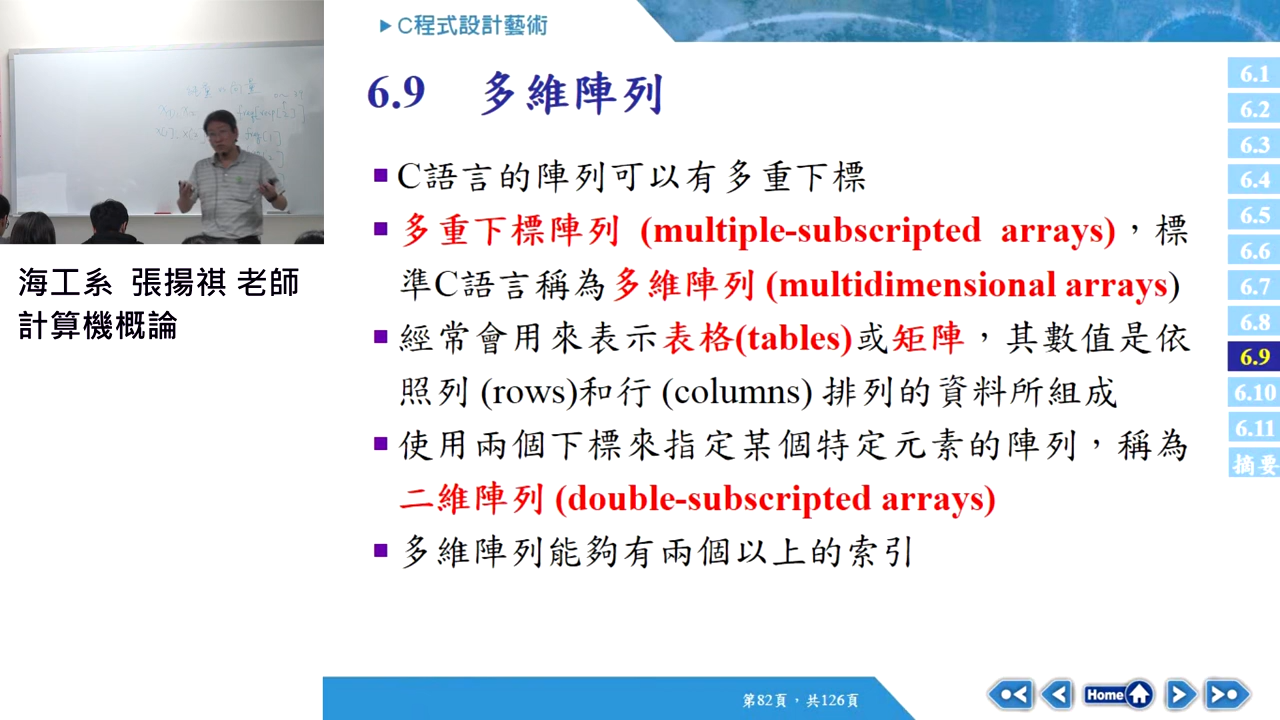 C程式設計藝術
6.9 多維陣列
C語言的陣列可以有多重下標
多重下標陣列 (multiple-subscripted arrays)，標
準C語言稱為多維陣列 (multidimensional arrays)
經常會用來表示表格(tables)或矩陣，其數值是依
照列 (rows)和行 (columns) 排列的資料所組成
使用兩個下標來指定某個特定元素的陣列，稱為
二維陣列 (double-subscripted arrays)
多維陣列能夠有兩個以上的索引
海工系 張揚祺 老師
計算機概論
6.1
6.2
6.3
6.4
6.5
6.6
6.7
6.8
6.9
6.10
6.11
摘要
第82頁，共126頁
Home